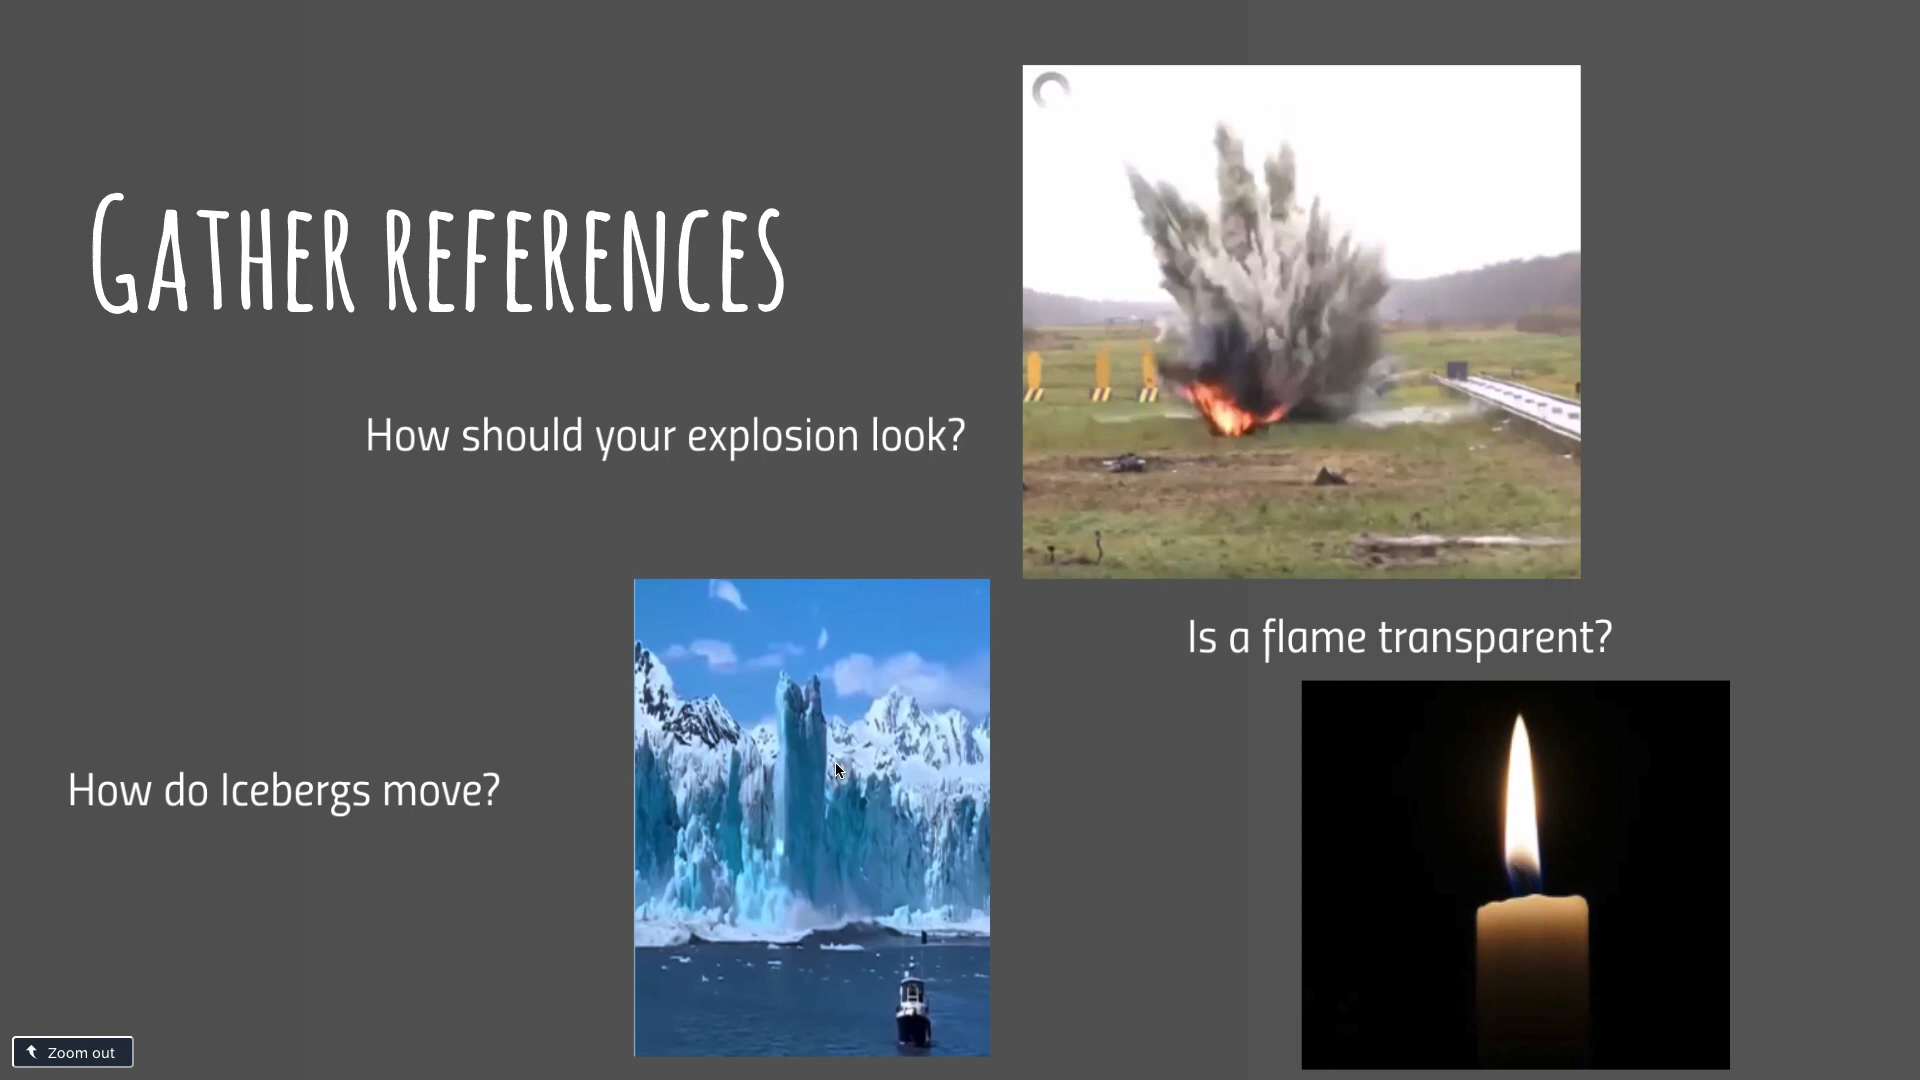 Gather references
How should your explosion look?
Is a flame transparent?
How do Icebergs move?
Zoom out